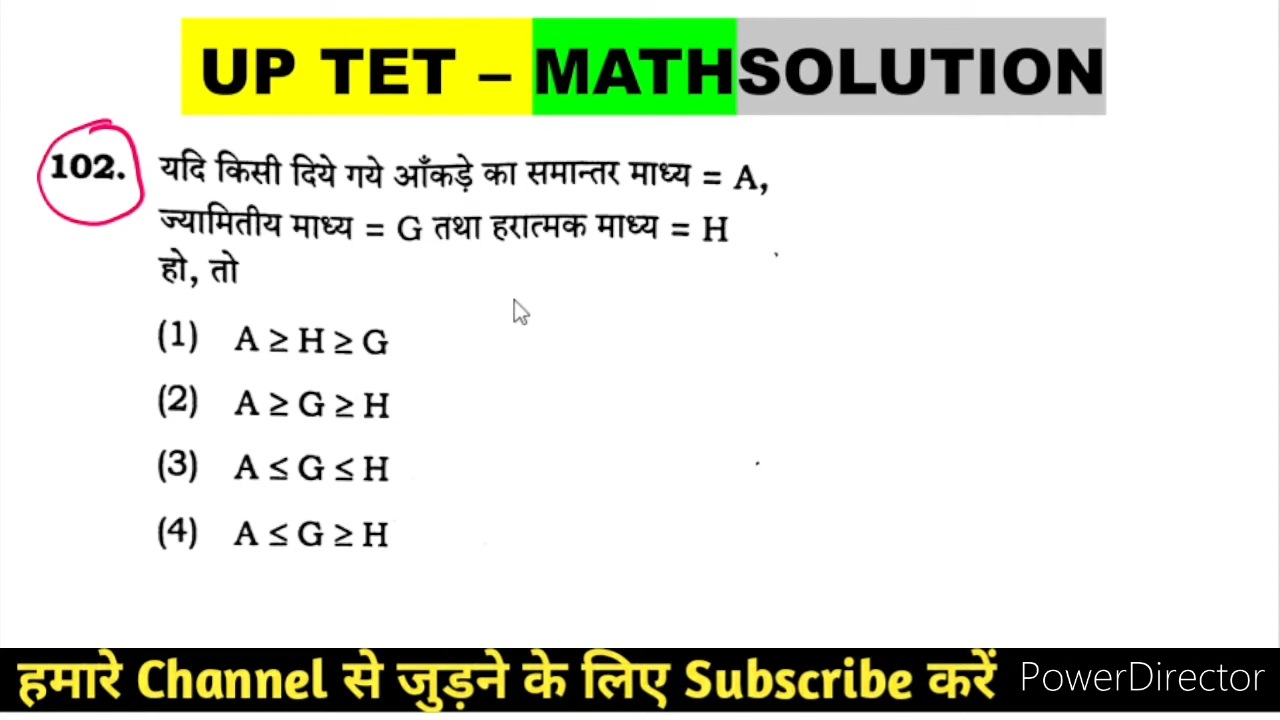 UP TET – MATHSOLUTION
102. यदि किसी दिये गये आँकड़े का समान्तर माध्य = A,
ज्यामितीय माध्य = G तथा हरात्मक माध्य = H
हो, तो
(1) A ≥ H ≥ G
(2) A ≥ G ≥ H
(3) A ≤ G ≤ H
(4) A ≤ G ≥ H
हमारे Channel से जुड़ने के लिए Subscribe करें PowerDirector